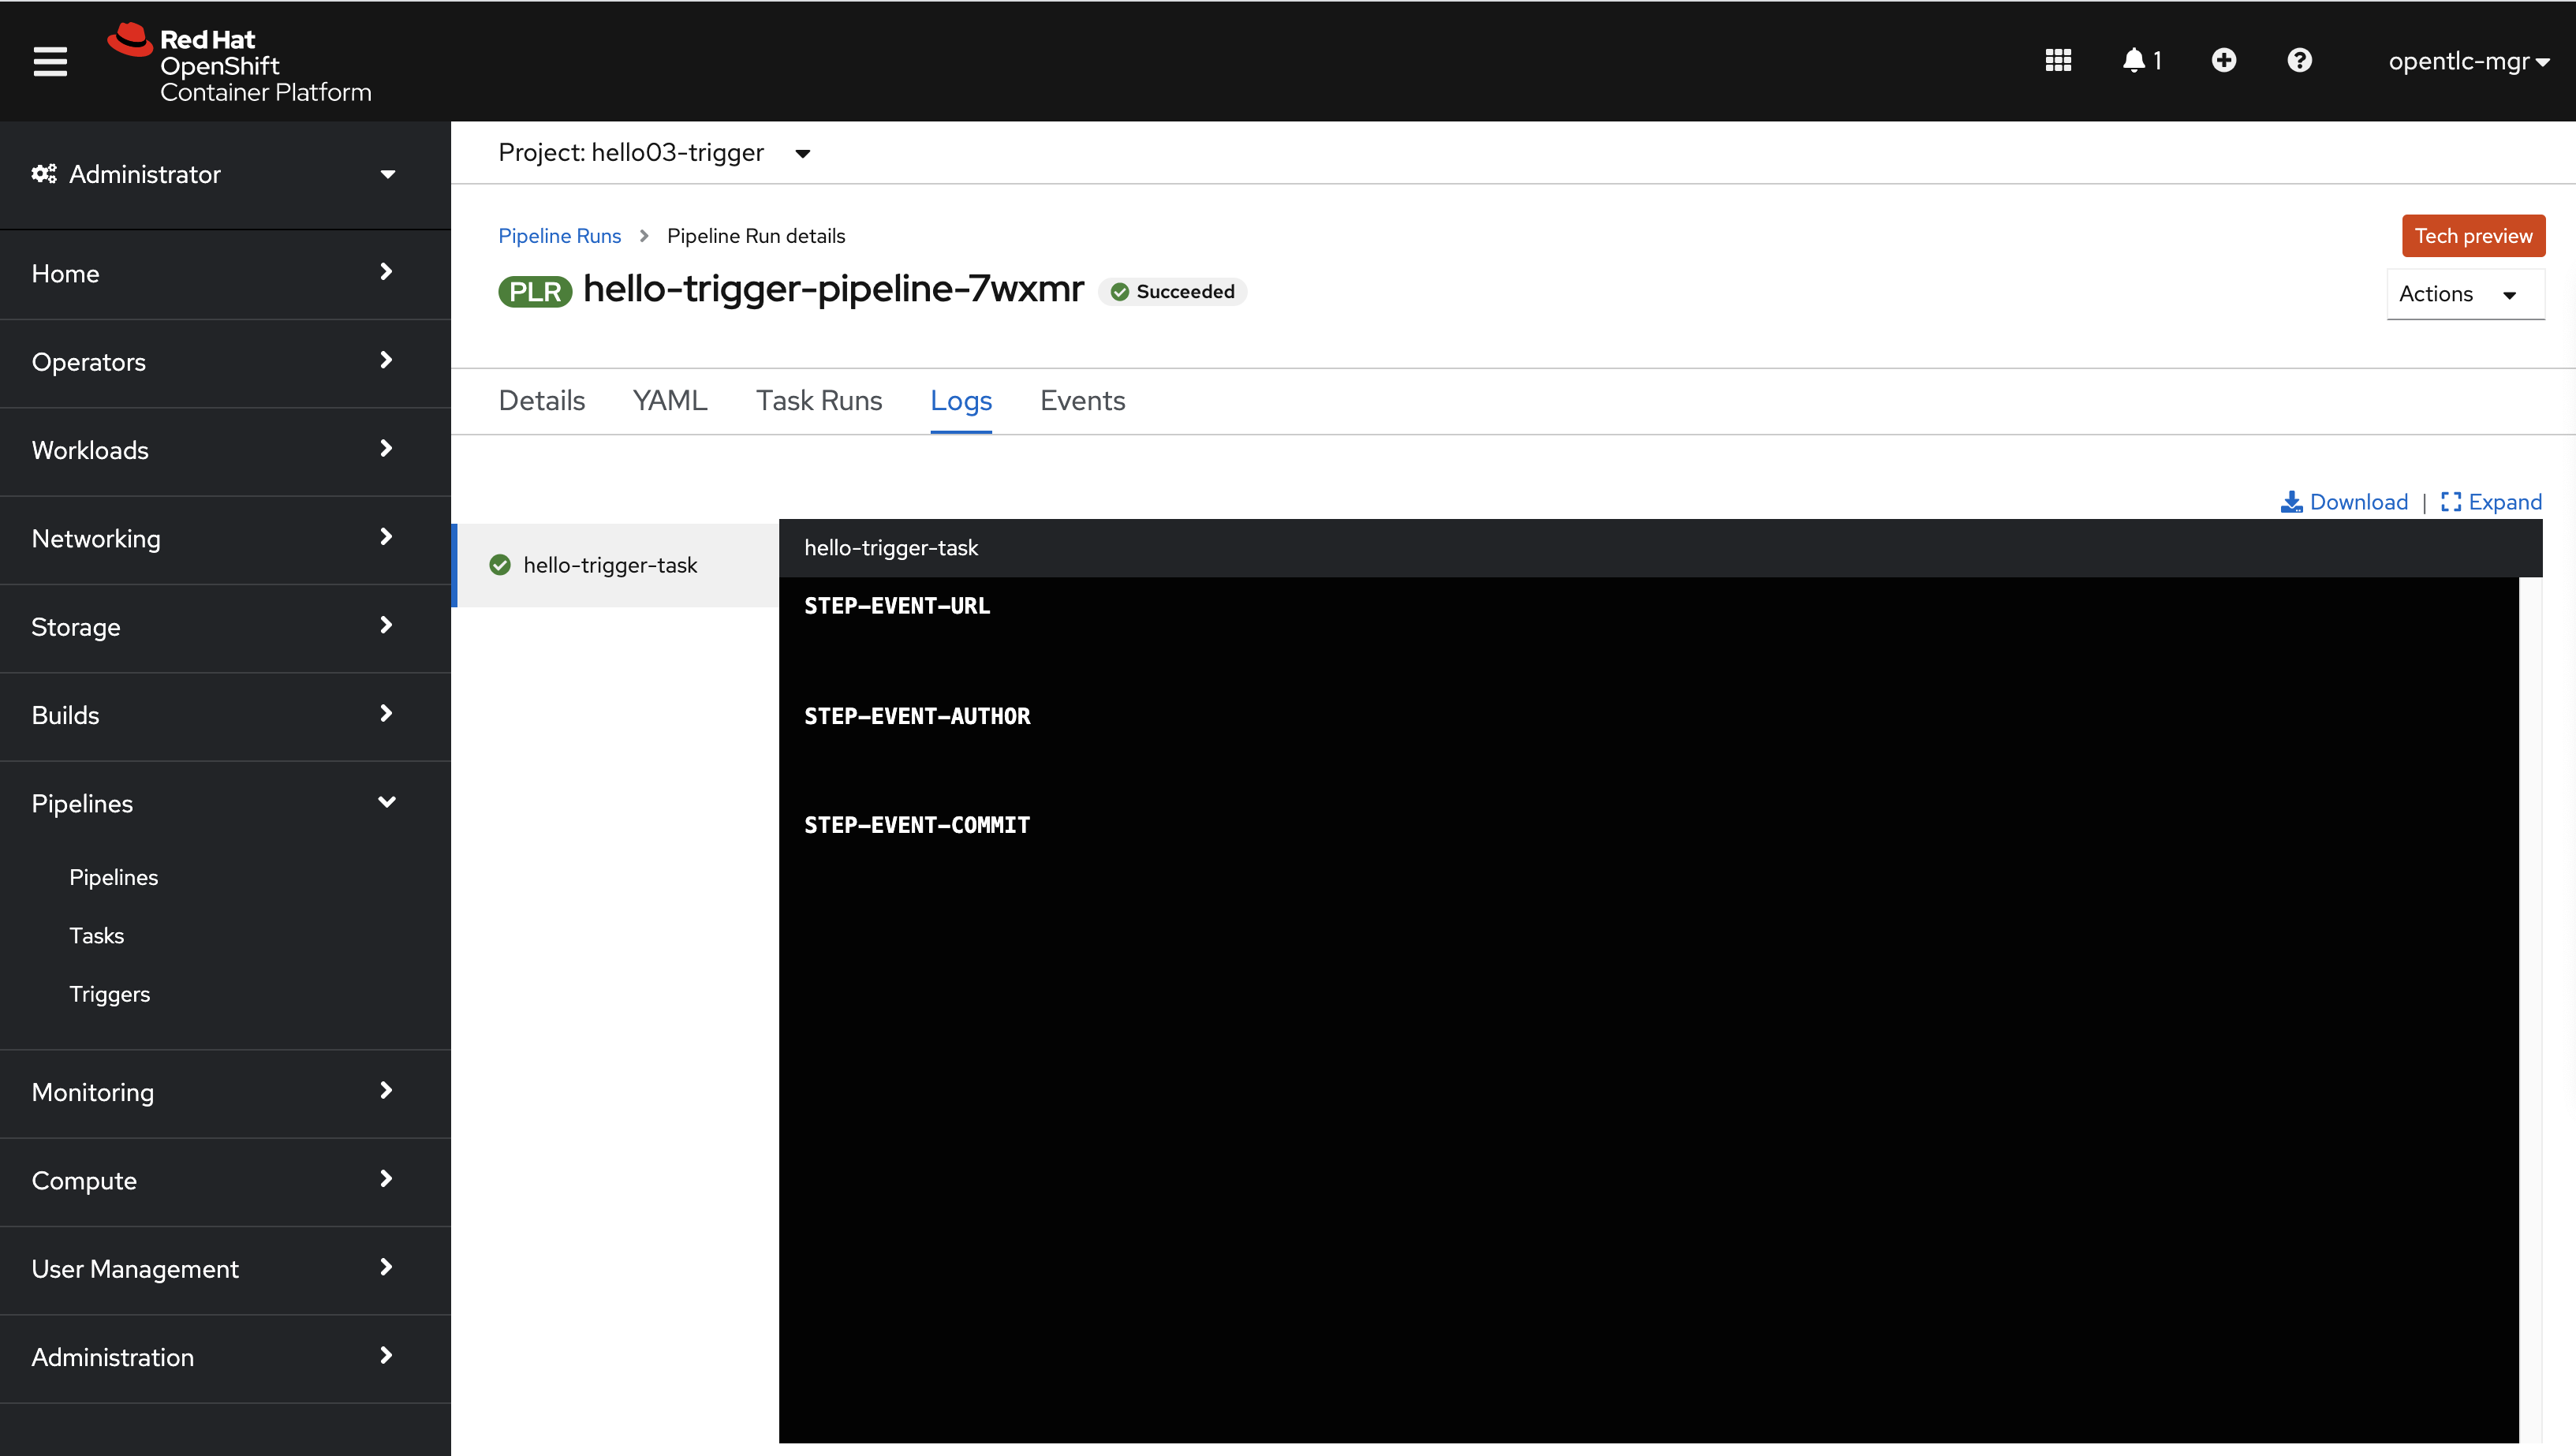 Red Hat
OpenShift
Container Platform
1
opentlc-mgr
Administrator
Home
Operators
Workloads
Networking
Storage
Builds
Pipelines
Pipelines
Tasks
Triggers
Monitoring
Compute
User Management
Administration
Project: hello03-trigger
Pipeline Runs > Pipeline Run details
Tech preview
PLR hello-trigger-pipeline-7wxmr Succeeded
Actions
Details YAML Task Runs Logs Events
Download | Expand
hello-trigger-task
hello-trigger-task
STEP-EVENT-URL
STEP-EVENT-AUTHOR
STEP-EVENT-COMMIT